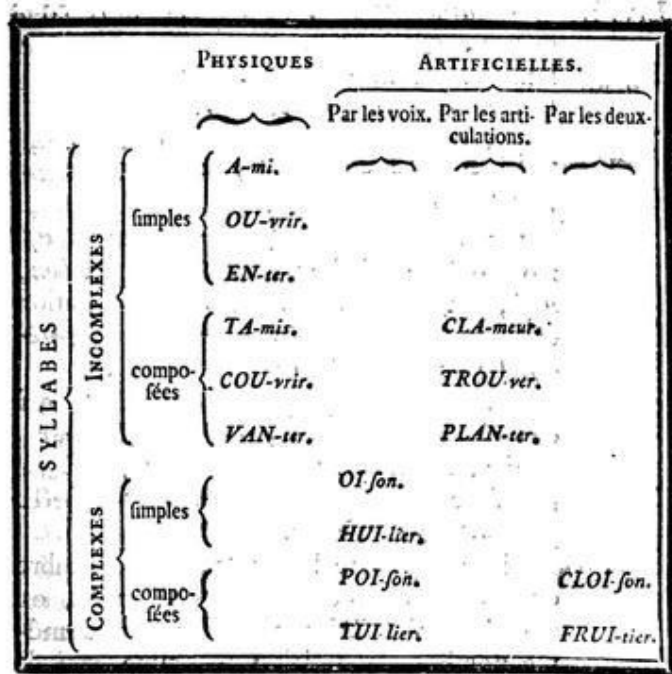 PHYSIQUES ARTIFICIELLES.
Par les voix. Par les arti- Par les deux.
culations.
SYLLABES
INCOMPLEXES
simples
A-mi.
OU-vrir.
EN-ter.
compo-
sées
TA-mis. CLA-meur.
COU-vrir. TROU-ver.
VAN-ter. PLAN-ter.
COMPLEXES
simples
OI-son.
HUI-lier.
compo-
sées
POI-son. CLOI-son.
TUI-lier. FRUI-tier.